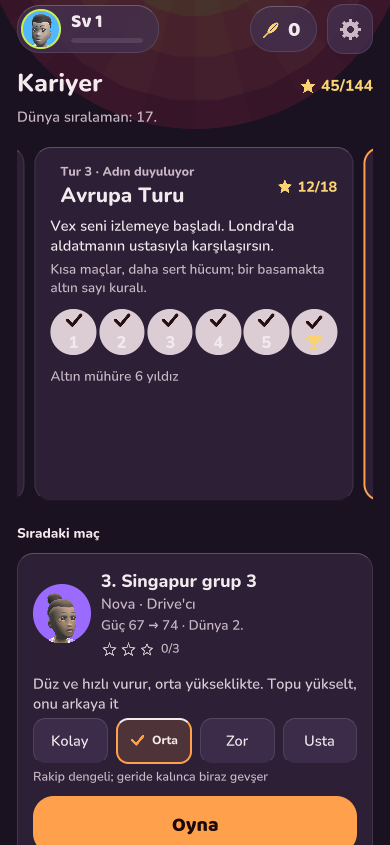 Sv 1
0
Kariyer
45/144
Dünya sıralaman: 17.
Tur 3 · Adın duyuluyor
Avrupa Turu
12/18
Vex seni izlemeye başladı. Londra'da
aldatmanın ustasıyla karşılaşırsın.
Kısa maçlar, daha sert hücum; bir basamakta
altın sayı kuralı.
1 2 3 4 5
Altın mühüre 6 yıldız
Sıradaki maç
3. Singapur grup 3
Nova · Drive'cı
Güç 67 → 74 · Dünya 2.
0/3
Düz ve hızlı vurur, orta yükseklikte. Topu yükselt,
onu arkaya it
Kolay Orta Zor Usta
Rakip dengeli; geride kalınca biraz gevşer
Oyna